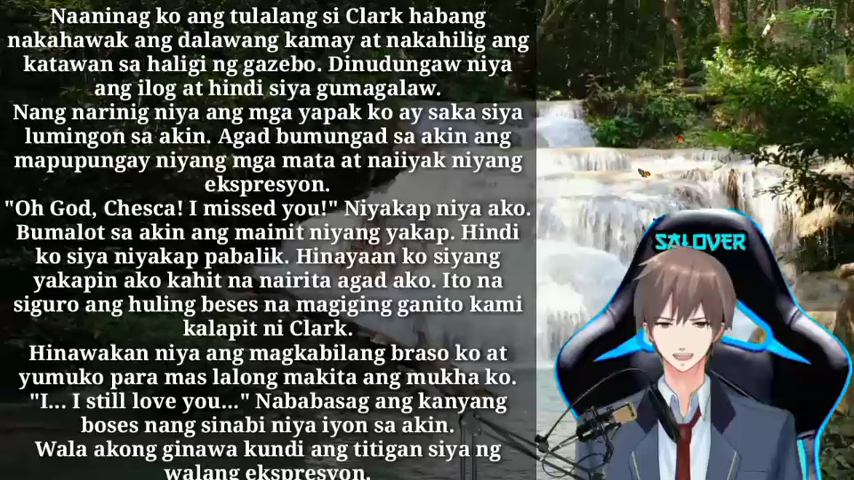 Naaninag ko ang tulalang si Clark habang
nakahawak ang dalawang kamay at nakahilig ang
katawan sa haligi ng gazebo. Dinudungaw niya
ang ilog at hindi siya gumagalaw.
Nang narinig niya ang mga yapak ko ay saka siya
lumingon sa akin. Agad bumungad sa akin ang
mapupungay niyang mga mata at naiiyak niyang
ekspresyon.
"Oh God, Chesca! I missed you!" Niyakap niya ako.
Bumalot sa akin ang mainit niyang yakap. Hindi
ko siya niyakap pabalik. Hinayaan ko siyang
yakapin ako kahit na nairita agad ako. Ito na
siguro ang huling beses na magiging ganito kami
kalapit ni Clark.
Hinawakan niya ang magkabilang braso ko at
yumuko para mas lalong makita ang mukha ko.
"I... I still love you..." Nababasag ang kanyang
boses nang sinabi niya iyon sa akin.
Wala akong ginawa kundi ang titigan siya ng
walang ekspresyon.
SALOVER